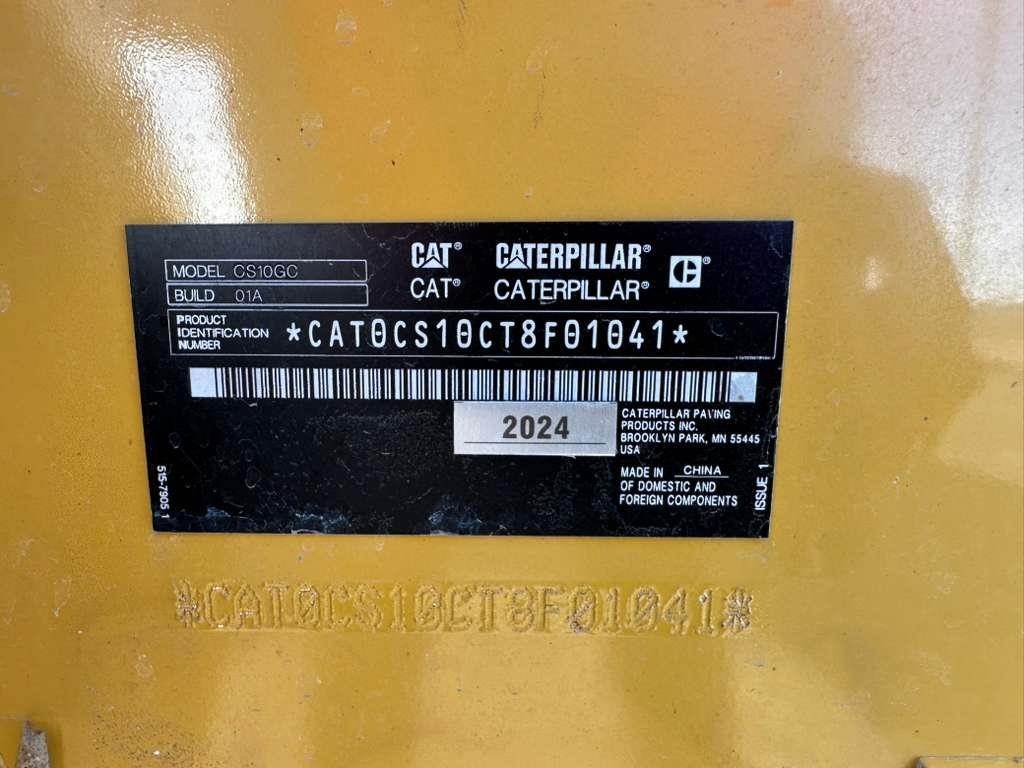 CAT® CATERPILLAR®
CAT® CATERPILLAR®
MODEL CS10GC
BUILD 01A
PRODUCT
IDENTIFICATION
NUMBER
*CAT0CS10CT8F01041*
2024
CATERPILLAR PAVING
PRODUCTS INC.
BROOKLYN PARK, MN 55445
USA
MADE IN CHINA
OF DOMESTIC AND
FOREIGN COMPONENTS
515-7905 1
ISSUE 1
*CAT0CS10CT8F01041*